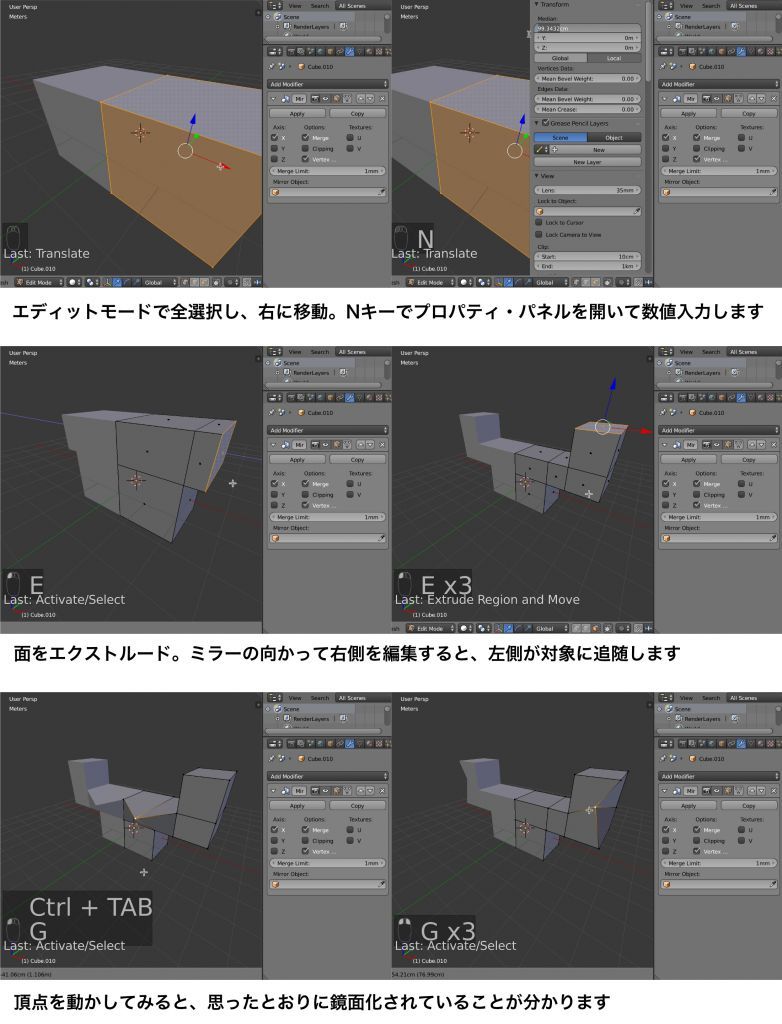 User Persp
Meters
View Search All Scenes
Scene
RenderLayers
Cube.010
Add Modifier
Mir
Apply Copy
Axis: Options: Textures:
X Merge U
Y Clipping V
Z Vertex ...
Merge Limit: 1mm
Mirror Object:
Last: Translate
(1) Cube.010
Edit Mode Global
User Persp
Meters
Transform
Median:
99.3432cm
Y: 0m
Z: 0m
Global Local
Vertices Data:
Mean Bevel Weight: 0.00
Edges Data:
Mean Bevel Weight: 0.00
Mean Crease: 0.00
Grease Pencil Layers
Scene Object
New
New Layer
View
Lens: 35mm
Lock to Object:
Lock to Cursor
Lock Camera to View
Clip:
Start: 10cm
End: 1km
View Search All Scenes
Scene
RenderLayers
Cube.010
Add Modifier
Mir
Apply Copy
Axis: Options: Textures:
X Merge U
Y Clipping V
Z Vertex ...
Merge Limit: 1mm
Mirror Object:
N
Last: Translate
(1) Cube.010
Edit Mode Global
エディットモードで全選択し、右に移動。Nキーでプロパティ・パネルを開いて数値入力します
User Persp
Meters
View Search All Scenes
Scene
RenderLayers
Cube.010
Add Modifier
Mir
Apply Copy
Axis: Options: Textures:
X Merge U
Y Clipping V
Z Vertex ...
Merge Limit: 1mm
Mirror Object:
E
Last: Activate/Select
(1) Cube.010
User Persp
Meters
View Search All Scenes
Scene
RenderLayers
Cube.010
Add Modifier
Mir
Apply Copy
Axis: Options: Textures:
X Merge U
Y Clipping V
Z Vertex ...
Merge Limit: 1mm
Mirror Object:
E x3
Last: Extrude Region and Move
(1) Cube.010
Edit Mode Global
面をエクストルード。ミラーの向かって右側を編集すると、左側が対象に追随します
User Persp
Meters
View Search All Scenes
Scene
RenderLayers
Cube.010
Add Modifier
Mir
Apply Copy
Axis: Options: Textures:
X Merge U
Y Clipping V
Z Vertex ...
Merge Limit: 1mm
Mirror Object:
Ctrl + TAB
G
Last: Activate/Select
(1) Cube.010
-41.06cm (1.106m)
User Persp
Meters
View Search All Scenes
Scene
RenderLayers
Cube.010
Add Modifier
Mir
Apply Copy
Axis: Options: Textures:
X Merge U
Y Clipping V
Z Vertex ...
Merge Limit: 1mm
Mirror Object:
G x3
Last: Activate/Select
(1) Cube.010
54.21cm (76.99cm)
頂点を動かしてみると、思ったとおりに鏡面化されていることが分かります